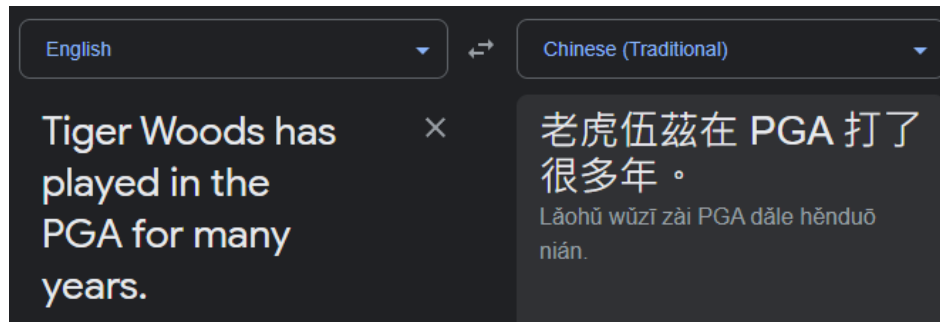 English
Chinese (Traditional)
Tiger Woods has
played in the
PGA for many
years.
老虎伍茲在 PGA 打了
很多年。
Lǎohǔ wǔzī zài PGA dǎle hěnduō
nián.